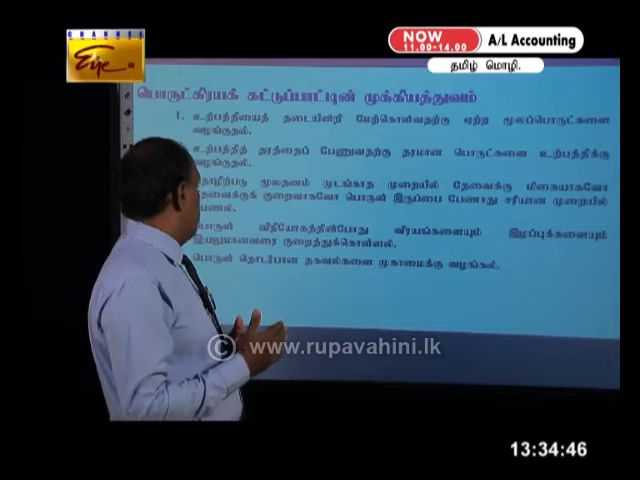 CHANNEL
Eye
NOW
11.00-14.00
A/L Accounting
தமிழ் மொழி.
பொருட்கிரயக் கட்டுப்பாட்டின் முக்கியத்துவம்
1. உற்பத்தியைத் தடையின்றி மேற்கொள்வதற்கு ஏற்ற மூலப்பொருட்களை
வழங்குதல்.
உற்பத்தித் தரத்தைப் பேணுவதற்கு தரமான பொருட்களை உற்பத்திக்கு
வழங்குதல்.
தொழிற்படு மூலதனம் முடங்காத முறையில் தேவைக்கு மிகையாகவோ
தேவைக்குக் குறைவாகவோ பொருள் இருப்பை பேணாது சரியான முறையில்
பேணல்.
பொருள் விநியோகத்தின்போது விரயங்களையும் இழப்புக்களையும்
இயலுமானவரை குறைத்துக்கொள்ளல்.
பொருள் தொடர்பான தகவல்களை முகாமைக்கு வழங்கல்.
© www.rupavahini.lk
13:34:46